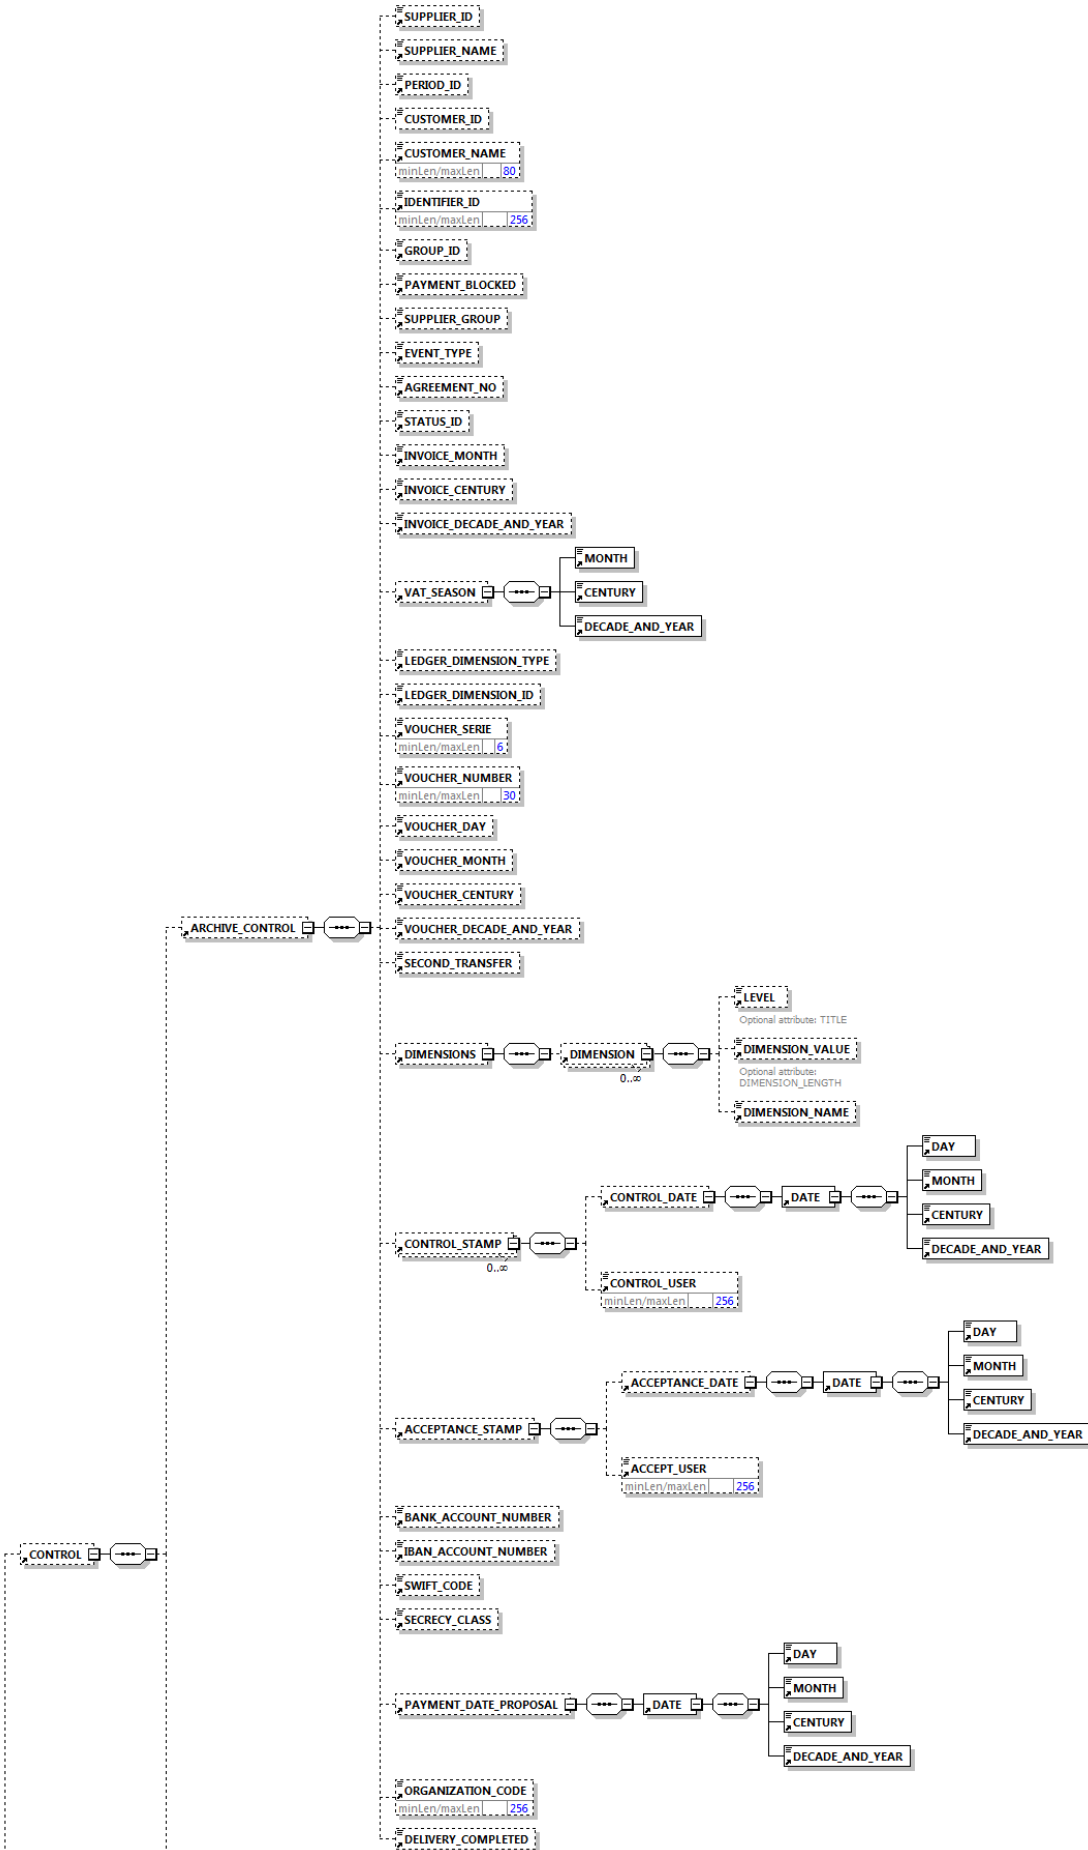 SUPPLIER_ID
SUPPLIER_NAME
PERIOD_ID
CUSTOMER_ID
CUSTOMER_NAME
minLen/maxLen 80
IDENTIFIER_ID
minLen/maxLen 256
GROUP_ID
PAYMENT_BLOCKED
SUPPLIER_GROUP
EVENT_TYPE
AGREEMENT_NO
STATUS_ID
INVOICE_MONTH
INVOICE_CENTURY
INVOICE_DECADE_AND_YEAR
MONTH
VAT_SEASON
CENTURY
DECADE_AND_YEAR
LEDGER_DIMENSION_TYPE
LEDGER_DIMENSION_ID
VOUCHER_SERIE
minLen/maxLen 6
VOUCHER_NUMBER
minLen/maxLen 30
VOUCHER_DAY
VOUCHER_MONTH
VOUCHER_CENTURY
ARCHIVE_CONTROL
VOUCHER_DECADE_AND_YEAR
SECOND_TRANSFER
LEVEL
Optional attribute: TITLE
DIMENSIONS
DIMENSION
0..∞
DIMENSION_VALUE
Optional attribute:
DIMENSION_LENGTH
DIMENSION_NAME
DAY
MONTH
CONTROL_DATE
DATE
CENTURY
DECADE_AND_YEAR
CONTROL_STAMP
0..∞
CONTROL_USER
minLen/maxLen 256
DAY
MONTH
ACCEPTANCE_DATE
DATE
CENTURY
DECADE_AND_YEAR
ACCEPTANCE_STAMP
ACCEPT_USER
minLen/maxLen 256
BANK_ACCOUNT_NUMBER
CONTROL
IBAN_ACCOUNT_NUMBER
SWIFT_CODE
SECRECY_CLASS
DAY
MONTH
PAYMENT_DATE_PROPOSAL
DATE
CENTURY
DECADE_AND_YEAR
ORGANIZATION_CODE
minLen/maxLen 256
DELIVERY_COMPLETED